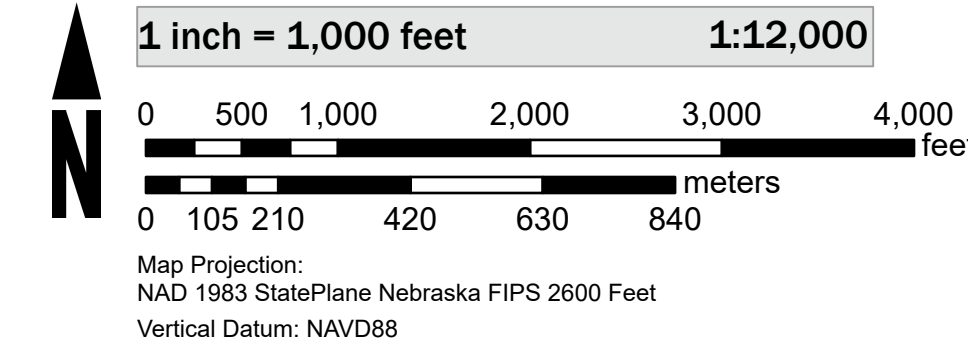 1 inch = 1,000 feet 1:12,000
0 500 1,000 2,000 3,000 4,000
feet
meters
0 105 210 420 630 840
N
Map Projection:
NAD 1983 StatePlane Nebraska FIPS 2600 Feet
Vertical Datum: NAVD88